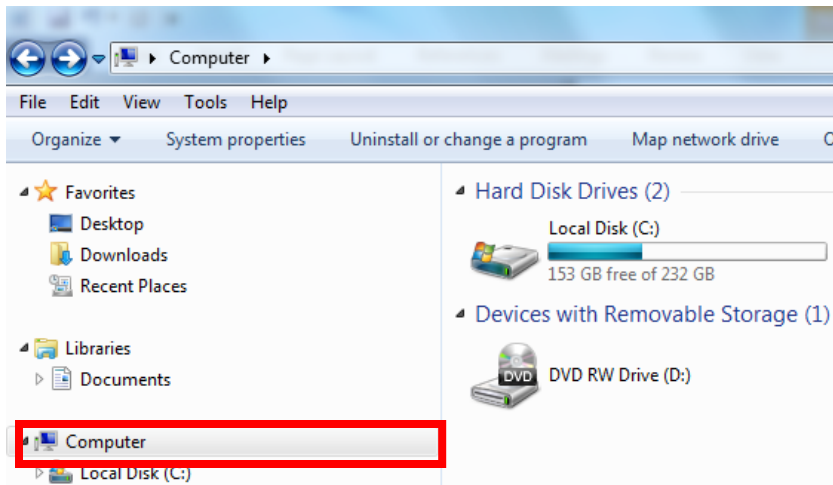 Computer
File Edit View Tools Help
Organize System properties Uninstall or change a program Map network drive
Favorites
Desktop
Downloads
Recent Places
Libraries
Documents
Computer
Local Disk (C:)
Hard Disk Drives (2)
Local Disk (C:)
153 GB free of 232 GB
Devices with Removable Storage (1)
DVD
DVD RW Drive (D:)